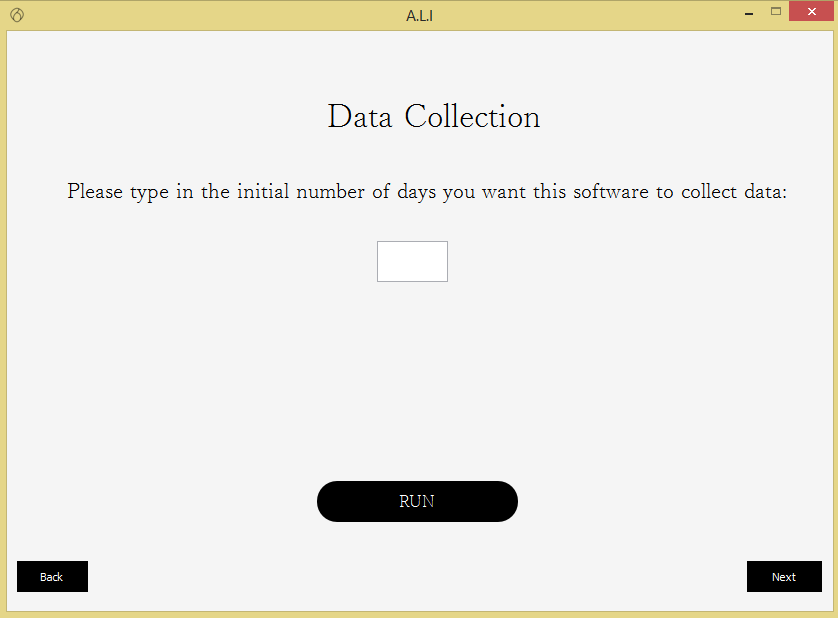 A.L.I
Data Collection
Please type in the initial number of days you want this software to collect data:
RUN
Back
Next